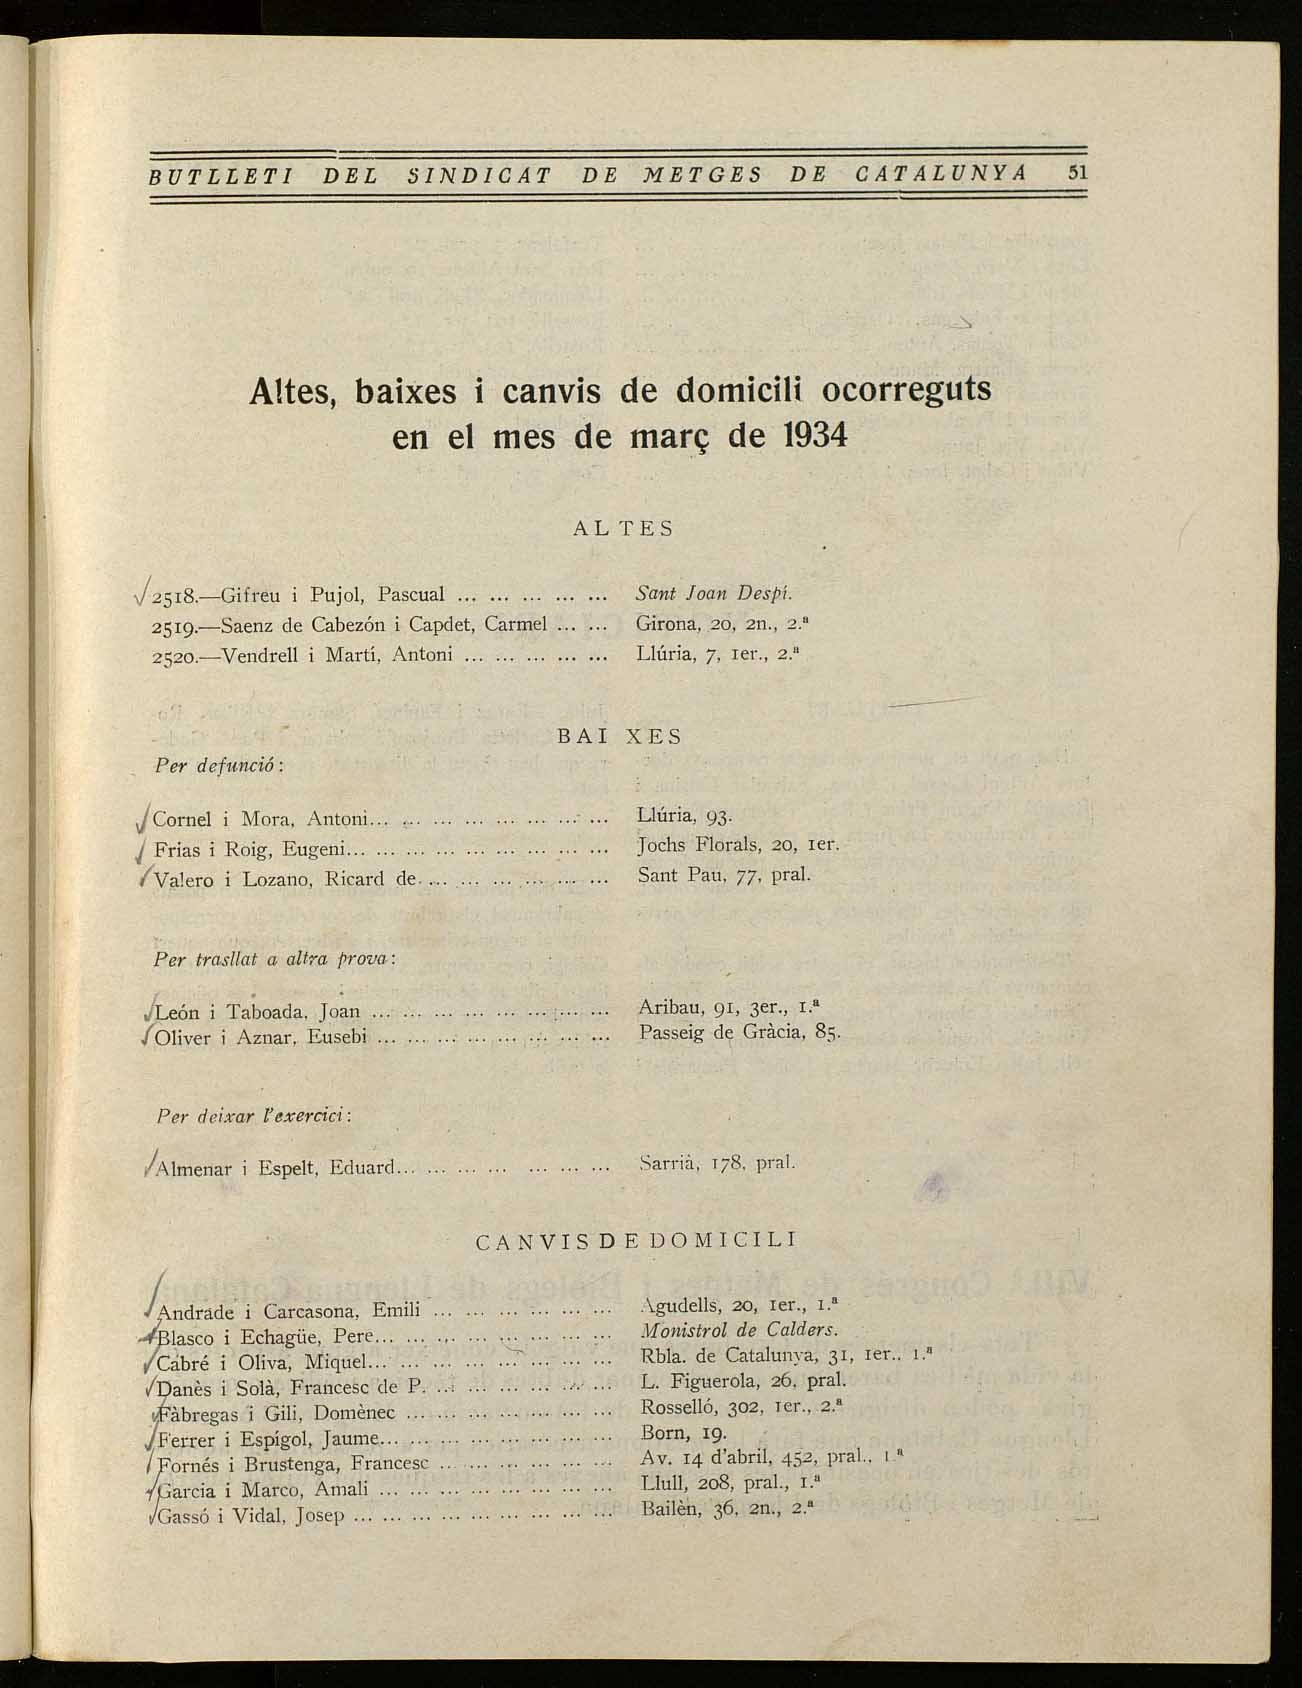 BUTLLETI DEL SINDICAT DE METGES DE CATALUNYA 51
Altes, baixes i canvis de domicili ocorreguts
en el mes de març de 1934
ALTES
2518.—Gifreu i Pujol, Pascual ... ... ... ... ... Sant Joan Despí.
2519.—Saenz de Cabezón i Capdet, Carmel ... ... Girona, 20, 2n., 2.ª
2520.—Vendrell i Martí, Antoni ... ... ... ... ... Llúria, 7, 1er., 2.ª
BAIXES
Per defunció:
Cornel i Mora, Antoni... ... ... ... ... ... ... ... Llúria, 93.
Frias i Roig, Eugeni... ... ... ... ... ... ... ... ... Jochs Florals, 20, 1er.
Valero i Lozano, Ricard de. ... ... ... ... ... ... Sant Pau, 77, pral.
Per trasllat a altra prova:
León i Taboada, Joan ... ... ... ... ... ... ... ... Aribau, 91, 3er., 1.ª
Oliver i Aznar, Eusebi ... ... ... ... ... ... ... ... Passeig de Gràcia, 85.
Per deixar l'exercici:
Almenar i Espelt, Eduard... ... ... ... ... ... ... Sarrià, 178, pral.
CANVIS DE DOMICILI
Andrade i Carcasona, Emili ... ... ... ... ... ... Agudells, 20, 1er., 1.ª
Blasco i Echagüe, Pere... ... ... ... ... ... ... ... Monistrol de Calders.
Cabré i Oliva, Miquel... ... ... ... ... ... ... ... ... Rbla. de Catalunya, 31, 1er., 1.ª
Danès i Solà, Francesc de P. ... ... ... ... ... ... L. Figuerola, 26, pral.
Fàbregas i Gili, Domènec ... ... ... ... ... ... ... Rosselló, 302, 1er., 2.ª
Ferrer i Espígol, Jaume... ... ... ... ... ... ... ... Born, 19.
Fornés i Brustenga, Francesc ... ... ... ... ... ... Av. 14 d'abril, 452, pral., 1.ª
Garcia i Marco, Amali ... ... ... ... ... ... ... ... Llull, 208, pral., 1.ª
Gassó i Vidal, Josep ... ... ... ... ... ... ... ... ... Bailèn, 36, 2n., 2.ª